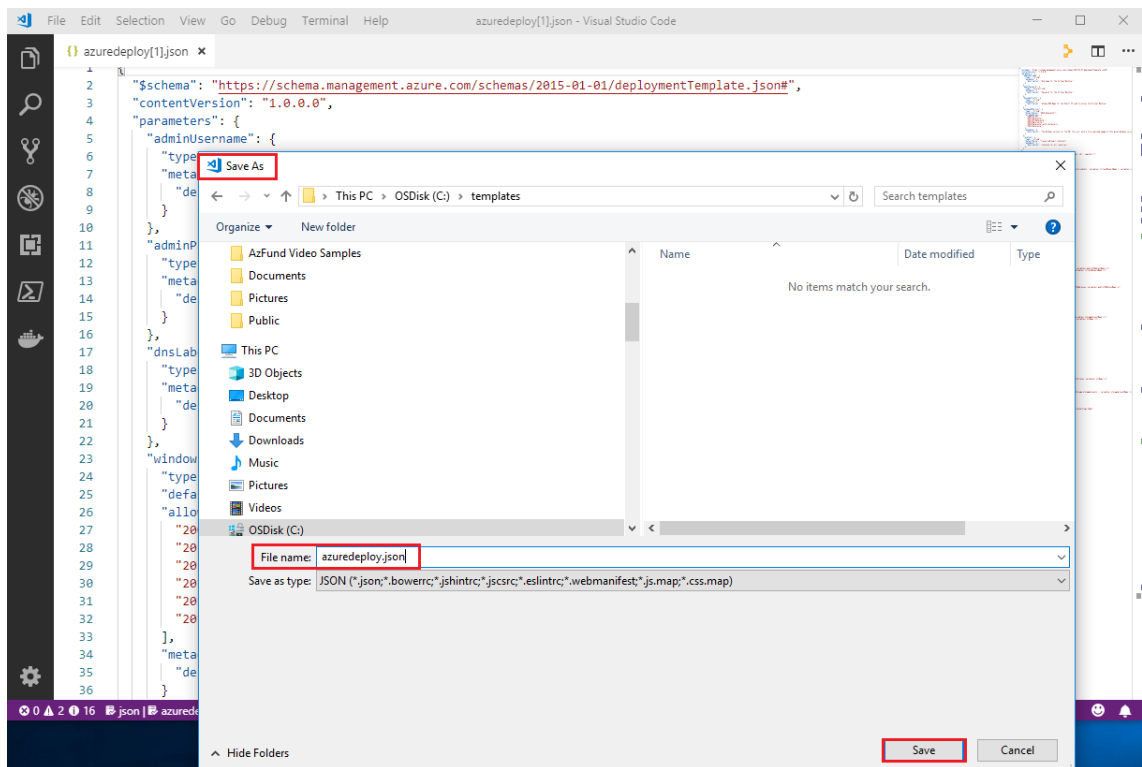 File Edit Selection View Go Debug Terminal Help azuredeploy[1].json - Visual Studio Code
{} azuredeploy[1].json ×
1 {
2 "$schema": "https://schema.management.azure.com/schemas/2015-01-01/deploymentTemplate.json#",
3 "contentVersion": "1.0.0.0",
4 "parameters": {
5 "adminUsername": {
6 "type
7 "meta
8 "de
9 }
10 },
11 "adminP
12 "type
13 "meta
14 "de
15 }
16 },
17 "dnsLab
18 "type
19 "meta
20 "de
21 }
22 },
23 "window
24 "type
25 "defa
26 "allo
27 "20
28 "20
29 "20
30 "20
31 "20
32 "20
33 ],
34 "meta
35 "de
36 }
Save As
This PC > OSDisk (C:) > templates
Search templates
Organize New folder
AzFund Video Samples
Documents
Pictures
Public
This PC
3D Objects
Desktop
Documents
Downloads
Music
Pictures
Videos
OSDisk (C:)
Name Date modified Type
No items match your search.
File name: azuredeploy.json
Save as type: JSON (*.json;*.bowerrc;*.jshintrc;*.jscsrc;*.eslintrc;*.webmanifest;*.js.map;*.css.map)
Hide Folders
Save Cancel
0 2 16 json | azurede